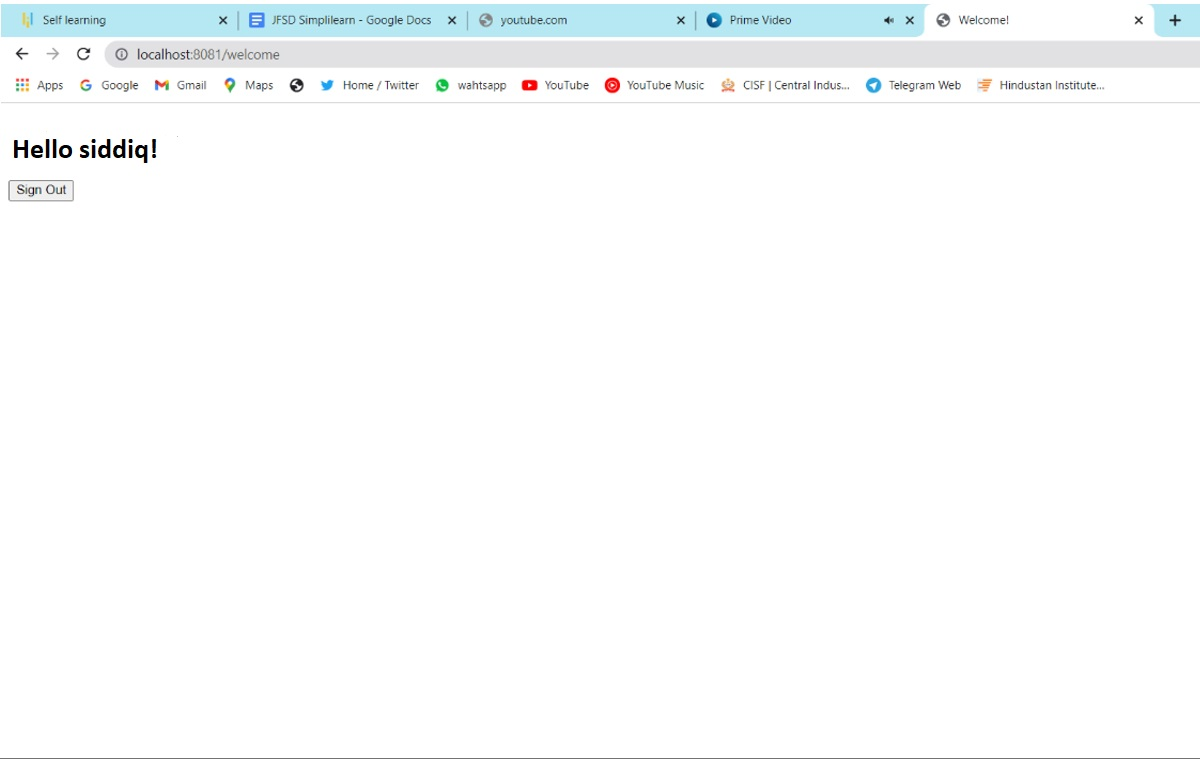 Self learning JFSD Simplilearn - Google Docs youtube.com Prime Video Welcome!
localhost:8081/welcome
Apps Google Gmail Maps Home / Twitter wahtsapp YouTube YouTube Music CISF | Central Indus... Telegram Web Hindustan Institute...
Hello siddiq!
Sign Out